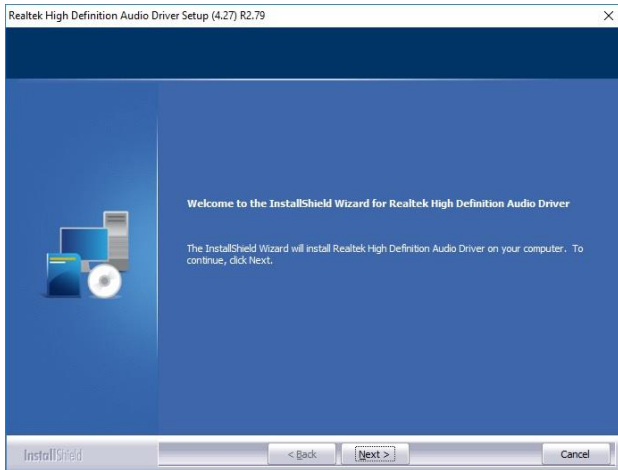 Realtek High Definition Audio Driver Setup (4.27) R2.79
Welcome to the InstallShield Wizard for Realtek High Definition Audio Driver
The InstallShield Wizard will install Realtek High Definition Audio Driver on your computer. To
continue, click Next.
InstallShield
< Back
Next >
Cancel